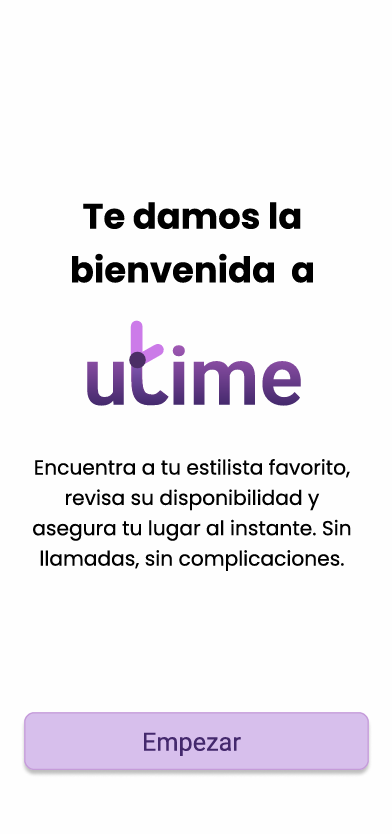 Te damos la
bienvenida a
utime
Encuentra a tu estilista favorito,
revisa su disponibilidad y
asegura tu lugar al instante. Sin
llamadas, sin complicaciones.
Empezar